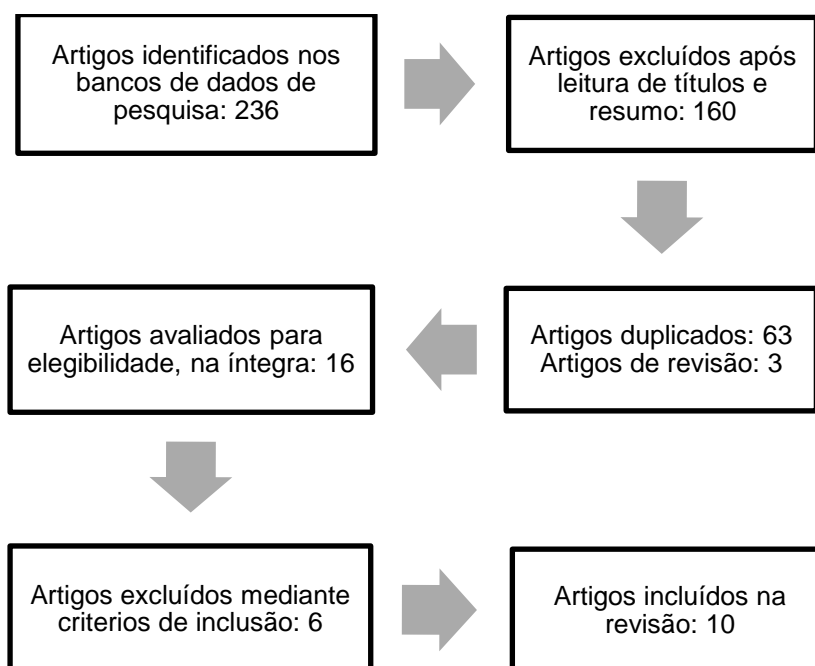 Artigos identificados nos
bancos de dados de
pesquisa: 236
Artigos excluídos após
leitura de títulos e
resumo: 160
Artigos duplicados: 63
Artigos de revisão: 3
Artigos avaliados para
elegibilidade, na íntegra: 16
Artigos excluídos mediante
criterios de inclusão: 6
Artigos incluídos na
revisão: 10